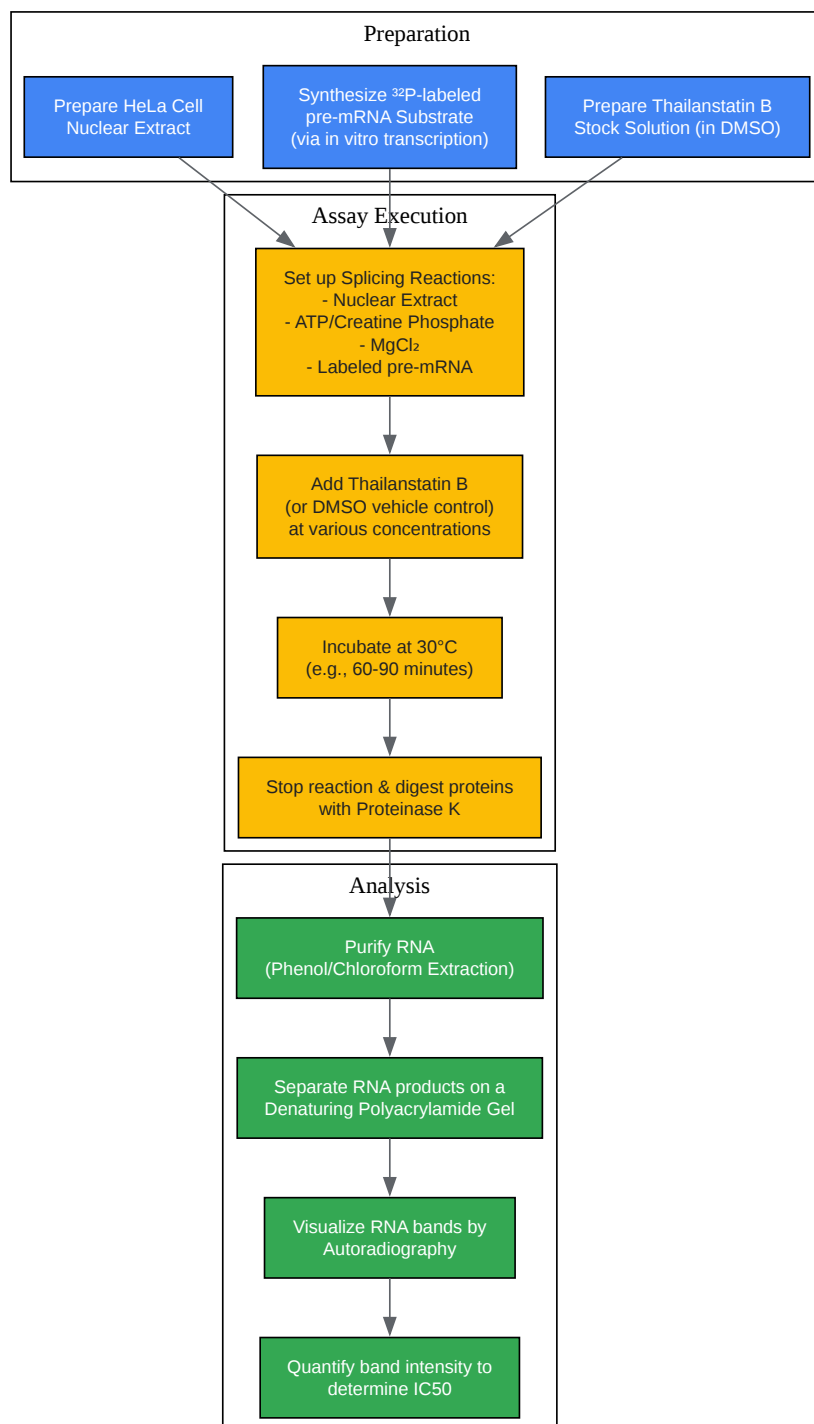 Preparation
Prepare HeLa Cell
Nuclear Extract
Synthesize ³²P-labeled
pre-mRNA Substrate
(via in vitro transcription)
Prepare Thailanstatin B
Stock Solution (in DMSO)
Assay Execution
Set up Splicing Reactions:
- Nuclear Extract
- ATP/Creatine Phosphate
- MgCl₂
- Labeled pre-mRNA
Add Thailanstatin B
(or DMSO vehicle control)
at various concentrations
Incubate at 30°C
(e.g., 60-90 minutes)
Stop reaction & digest proteins
with Proteinase K
Analysis
Purify RNA
(Phenol/Chloroform Extraction)
Separate RNA products on a
Denaturing Polyacrylamide Gel
Visualize RNA bands by
Autoradiography
Quantify band intensity to
determine IC50